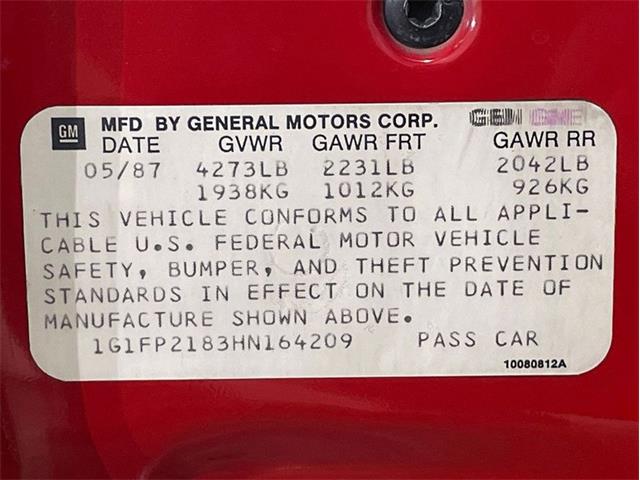 GM MFD BY GENERAL MOTORS CORP. GM GM
DATE GVWR GAWR FRT GAWR RR
05/87 4273LB 2231LB 2042LB
1938KG 1012KG 926KG
THIS VEHICLE CONFORMS TO ALL APPLI-
CABLE U.S. FEDERAL MOTOR VEHICLE
SAFETY, BUMPER, AND THEFT PREVENTION
STANDARDS IN EFFECT ON THE DATE OF
MANUFACTURE SHOWN ABOVE.
1G1FP2183HN164209 PASS CAR
10080812A